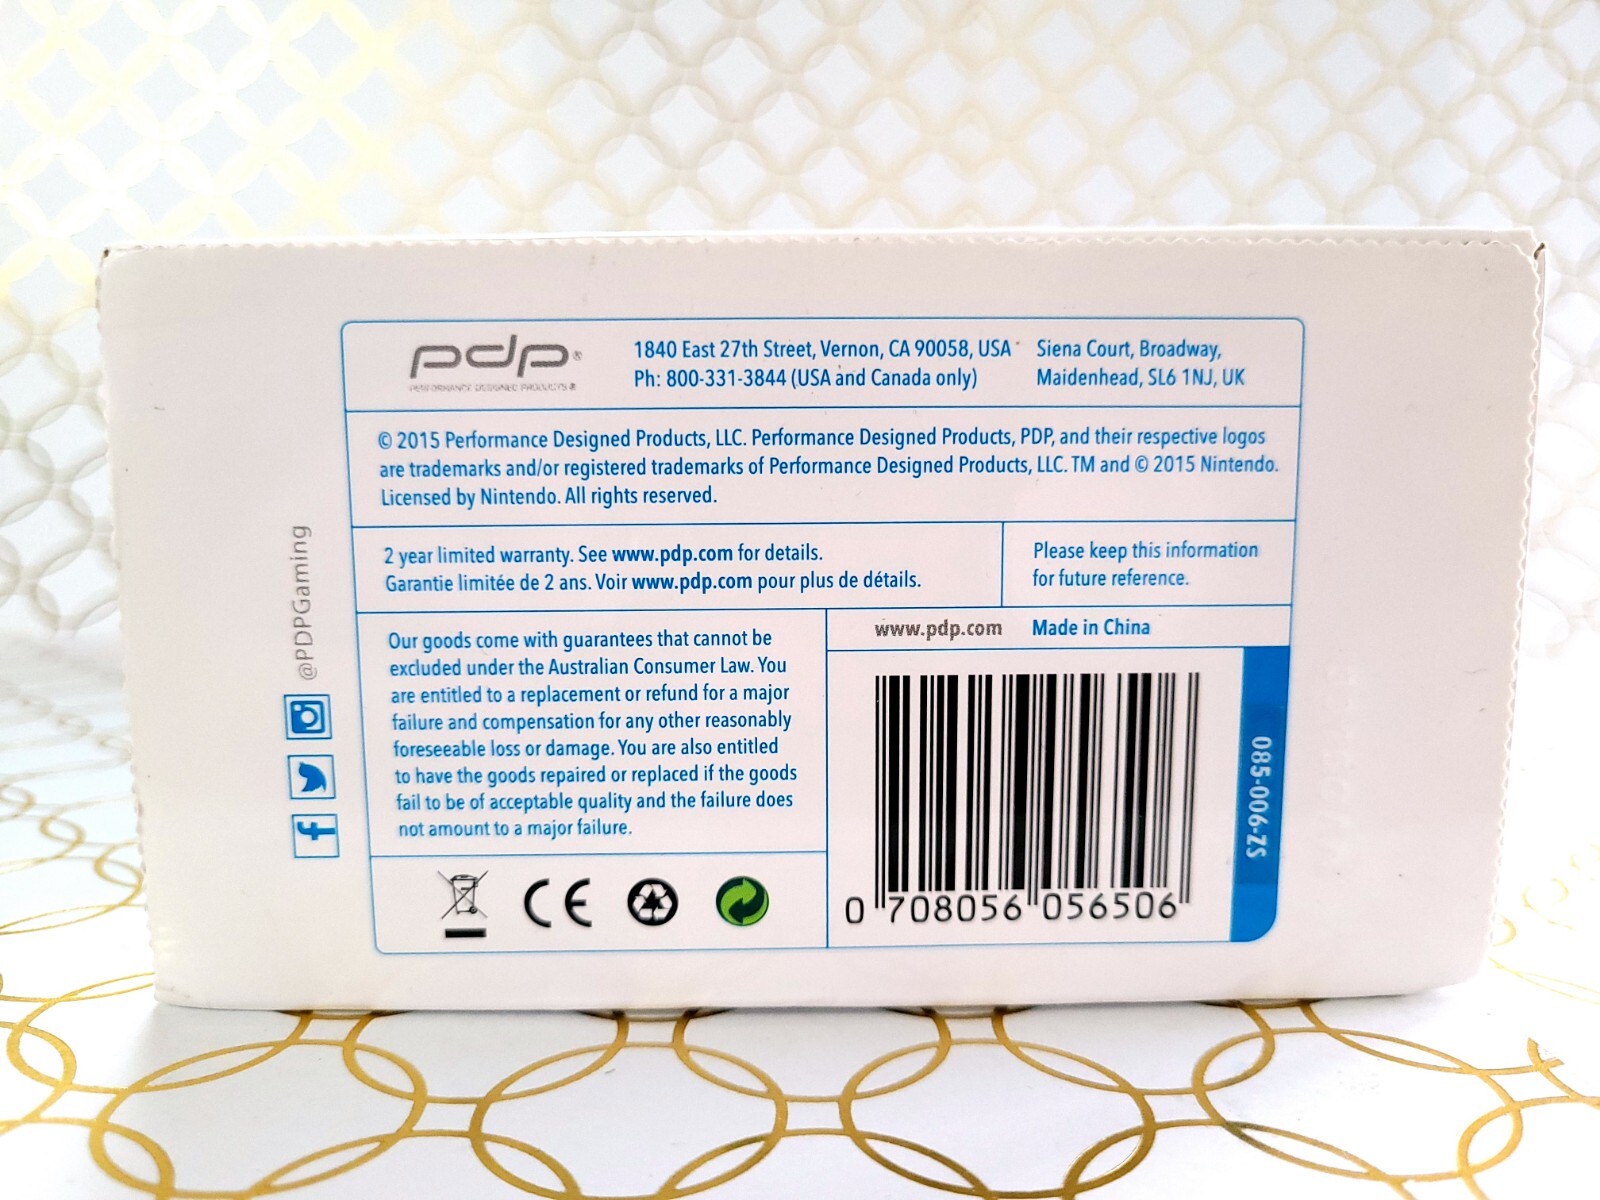 pdp®
PERFORMANCE DESIGNED PRODUCTS®
1840 East 27th Street, Vernon, CA 90058, USA
Ph: 800-331-3844 (USA and Canada only)
Siena Court, Broadway,
Maidenhead, SL6 1NJ, UK
© 2015 Performance Designed Products, LLC. Performance Designed Products, PDP, and their respective logos
are trademarks and/or registered trademarks of Performance Designed Products, LLC. TM and © 2015 Nintendo.
Licensed by Nintendo. All rights reserved.
2 year limited warranty. See www.pdp.com for details.
Garantie limitée de 2 ans. Voir www.pdp.com pour plus de détails.
Please keep this information
for future reference.
@PDPGaming
Our goods come with guarantees that cannot be
excluded under the Australian Consumer Law. You
are entitled to a replacement or refund for a major
failure and compensation for any other reasonably
foreseeable loss or damage. You are also entitled
to have the goods repaired or replaced if the goods
fail to be of acceptable quality and the failure does
not amount to a major failure.
www.pdp.com Made in China
0 708056 056506
085-006-ZS
CE